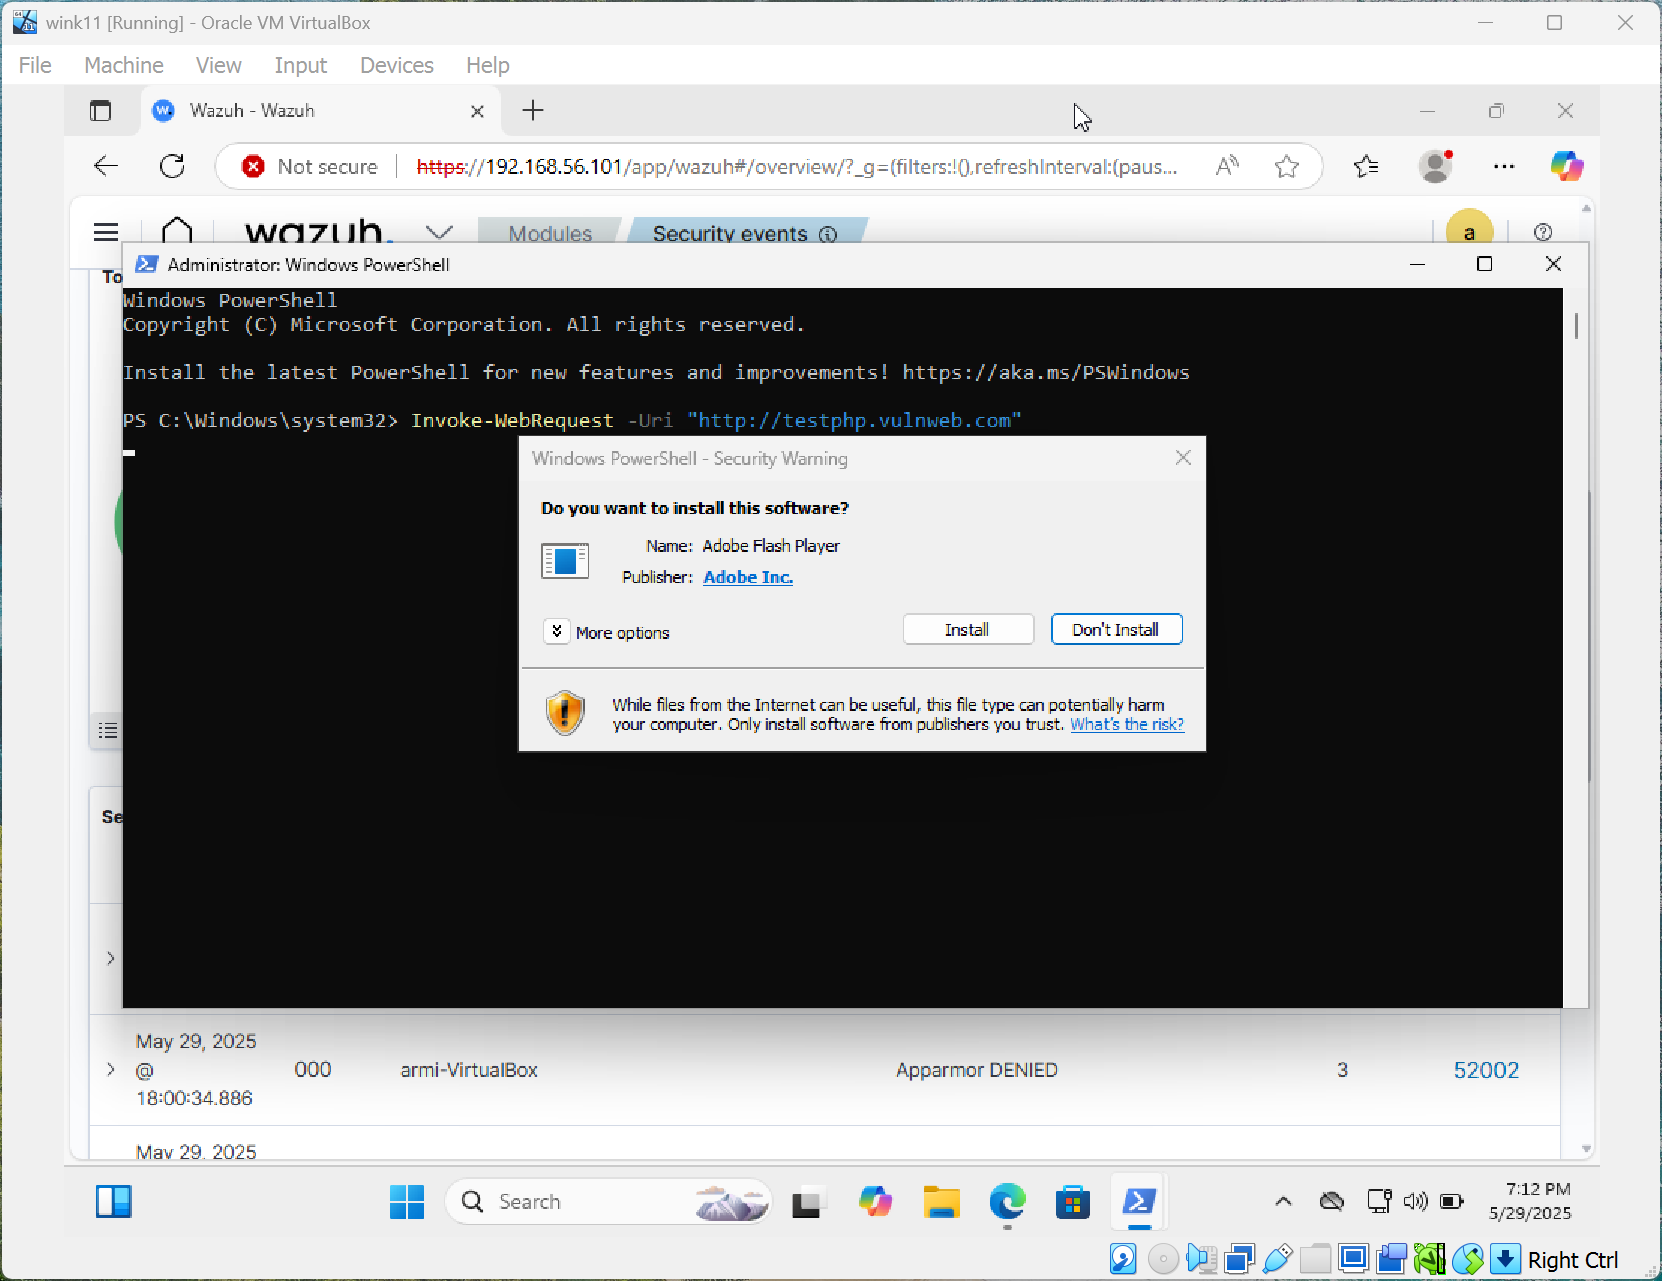 wink11 [Running] - Oracle VM VirtualBox
File Machine View Input Devices Help
Wazuh - Wazuh
Not secure https://192.168.56.101/app/wazuh#/overview/?_g=(filters:!(),refreshInterval:(paus...
wazuh. Modules Security events a
To
Administrator: Windows PowerShell
Windows PowerShell
Copyright (C) Microsoft Corporation. All rights reserved.
Install the latest PowerShell for new features and improvements! https://aka.ms/PSWindows
PS C:\Windows\system32> Invoke-WebRequest -Uri "http://testphp.vulnweb.com"
Windows PowerShell - Security Warning
Do you want to install this software?
Name: Adobe Flash Player
Publisher: Adobe Inc.
More options Install Don't Install
While files from the Internet can be useful, this file type can potentially harm
your computer. Only install software from publishers you trust. What's the risk?
Se
May 29, 2025
@ 000 armi-VirtualBox Apparmor DENIED 3 52002
18:00:34.886
May 29, 2025
Search
7:12 PM
5/29/2025
Right Ctrl